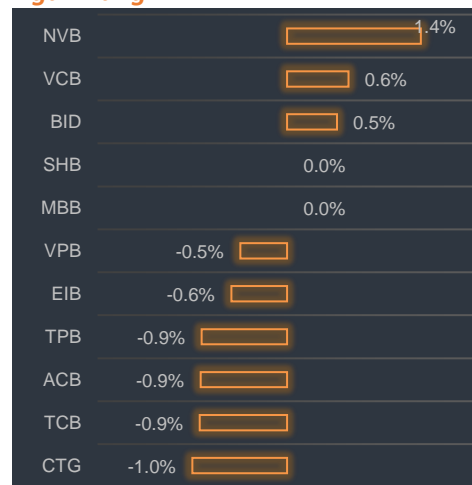 NVB 1.4%
VCB 0.6%
BID 0.5%
SHB 0.0%
MBB 0.0%
VPB -0.5%
EIB -0.6%
TPB -0.9%
ACB -0.9%
TCB -0.9%
CTG -1.0%